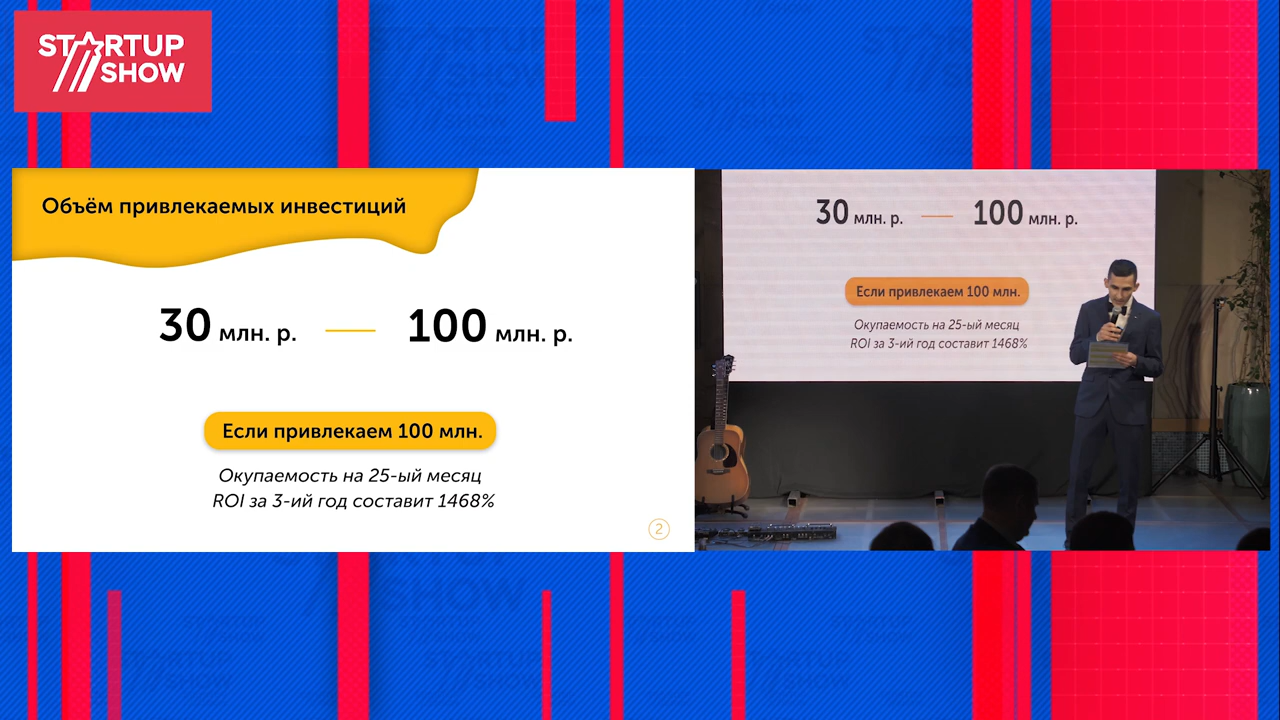 STARTUP
SHOW
Объём привлекаемых инвестиций
30 млн. р. — 100 млн. р.
Если привлекаем 100 млн.
Окупаемость на 25-ый месяц
ROI за 3-ий год составит 1468%
2
30 млн. р. — 100 млн. р.
Если привлекаем 100 млн.
Окупаемость на 25-ый месяц
ROI за 3-ий год составит 1468%